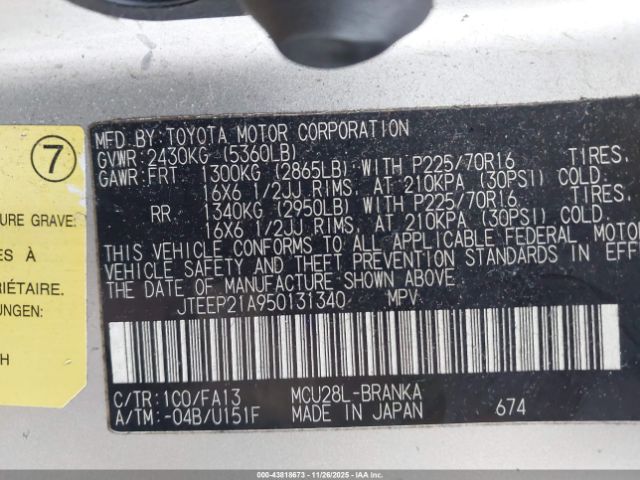 7
URE GRAVE.
S À
RIÉTAIRE.
UNGEN:
H
MFD.BY:TOYOTA MOTOR CORPORATION
GVWR:2430KG (5360LB)
GAWR:FRT 1300KG (2865LB) WITH P225/70R16 TIRES,
16X6 1/2JJ RIMS, AT 210KPA (30PSI) COLD.
RR 1340KG (2950LB) WITH P225/70R16 TIRES,
16X6 1/2JJ RIMS, AT 210KPA (30PSI) COLD.
THIS VEHICLE CONFORMS TO ALL APPLICABLE FEDERAL MOTOR
VEHICLE SAFETY AND THEFT PREVENTION STANDARDS IN EFF
THE DATE OF MANUFACTURE SHOWN ABOVE.
JTEEP21A950131340 MPV
C/TR:1C0/FA13 MCU28L-BRANKA
A/TM:-04B/U151F MADE IN JAPAN 674
000-43818673 - 11/26/2025 - IAAHalifax